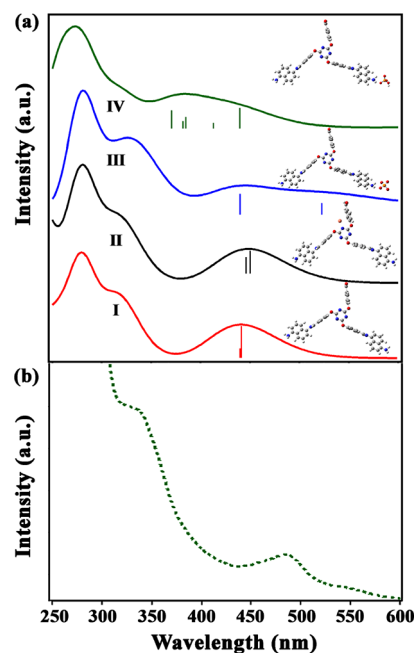 (a)
Intensity (a.u.)
IV
III
II
I
(b)
Intensity (a.u.)
250 300 350 400 450 500 550 600
Wavelength (nm)